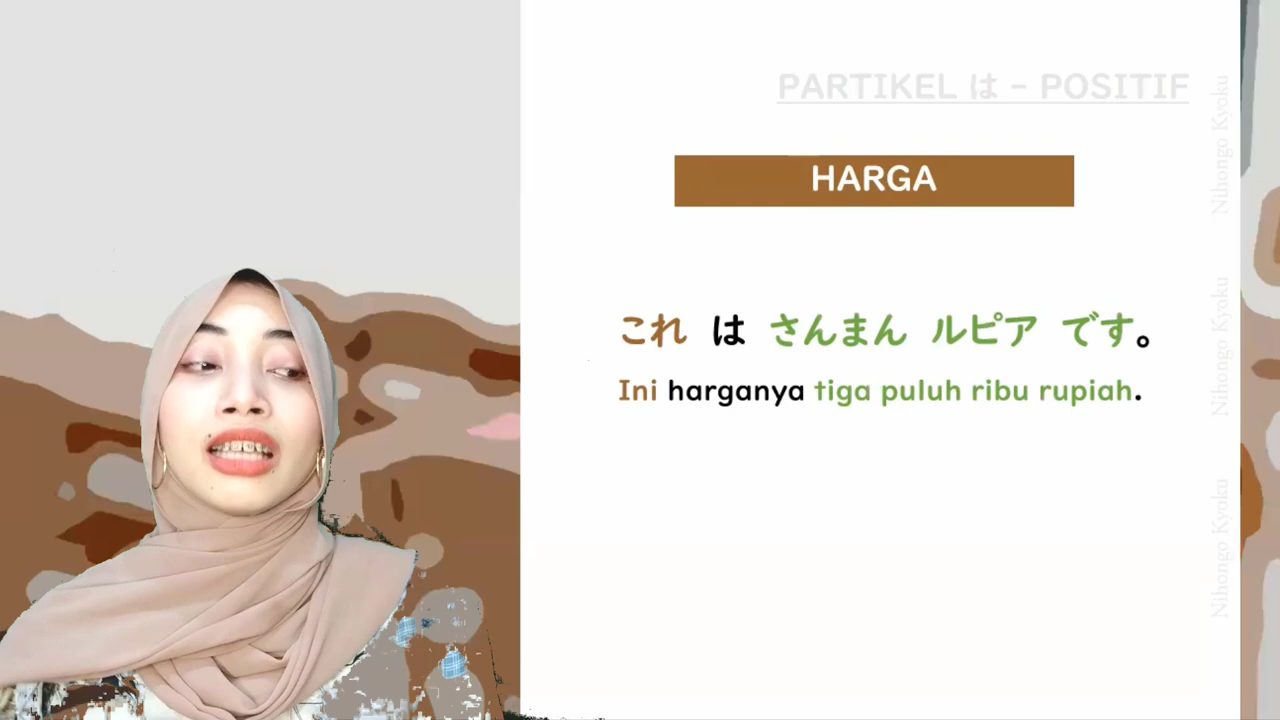 PARTIKEL は - POSITIF
HARGA
これ は さんまん ルピア です。
Ini harganya tiga puluh ribu rupiah.
Nihongo Kyoku
Nihongo Kyoku
Nihongo Kyoku